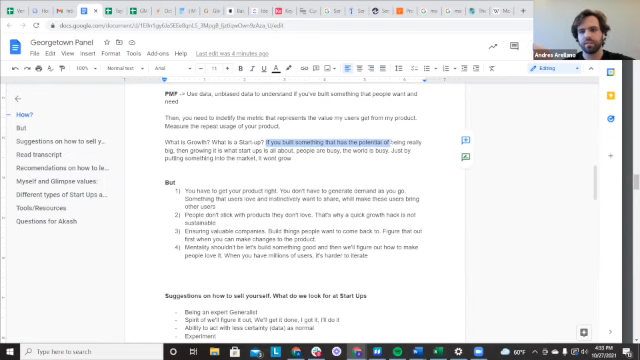 docs.google.com/document/d/
Georgetown Panel
File Edit View Insert Format Tools Add-ons Help Last edit was 4 minutes ago
100% Normal text Arial 11 Editing
Andres Arellano
How?
But
Suggestions on how to sell
Read transcript
Recomendations on how to le
Myself and Glimpse values:
Different types of Start Ups a
Tools/Resources
Questions for Akash
PMF -> Use data, unbiased data to understand if you've built something that people want and
need
Then, you need to indetify the metric that represents the value my users get from my product.
Measure the repeat usage of your product.
What is Growth? What is a Start-up? If you built something that has the potential of being really
big, then growing it is what start ups is all about. people are busy, the world is busy. Just by
putting something into the market, it wont grow
But
1) You have to get your product right. You don't have to generate demand as you go.
Something that users love and instinctively want to share, whill make these users bring
other users
2) People don't stick with products they don't love. That's why a quick growth hack is not
sustainable
3) Ensuring valuable companies. Build things people want to come back to. Figure that out
first when you can make changes to the product
4) Mentality shouldn't be let's build something good and then we'll figure out how to make
people love it. When you have millions of users, it's harder to iterate
Suggestions on how to sell yourself. What do we look for at Start Ups
- Being an expert Generalist
- Spirit of we'll figure it out, We'll get it done, I got it, I'll do it
- Ability to act with less certainty (data) as normal
- Experiment
Type here to search
60°F
4:33 PM
10/27/2021